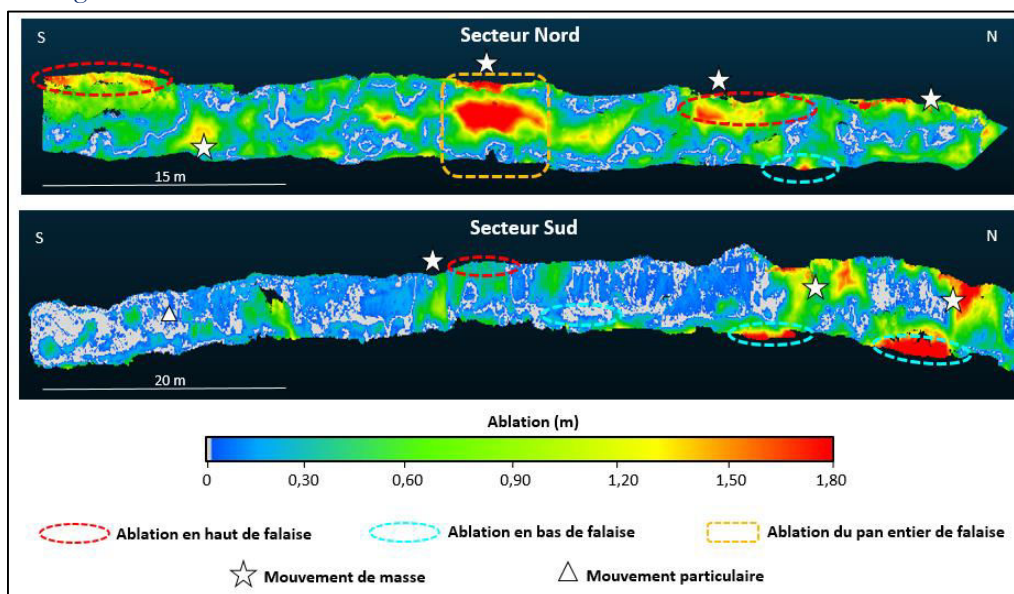 S Secteur Nord N
15 m
Secteur Sud
S N
20 m
Ablation (m)
0 0,30 0,60 0,90 1,20 1,50 1,80
Ablation en haut de falaise Ablation en bas de falaise Ablation du pan entier de falaise
Mouvement de masse Mouvement particulaire